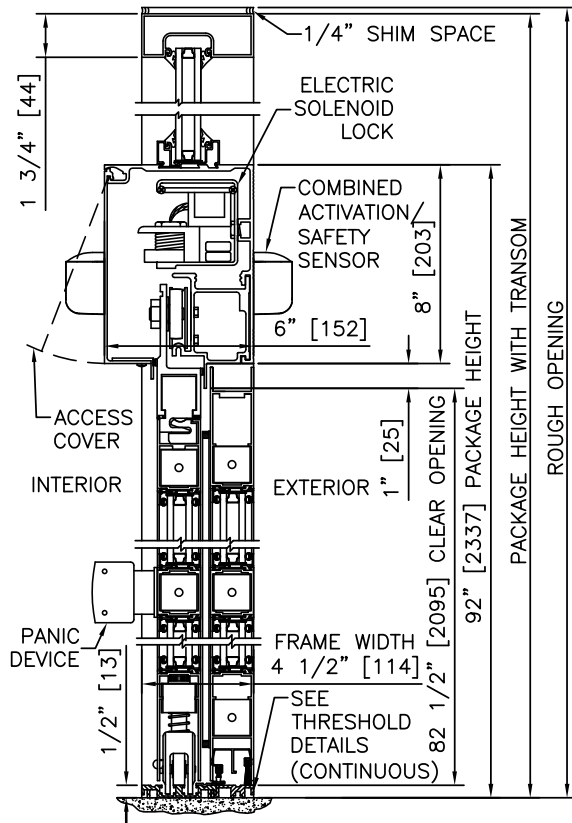 1/4" SHIM SPACE
1 3/4" [44]
ELECTRIC
SOLENOID
LOCK
COMBINED
ACTIVATION/
SAFETY
SENSOR
8" [203]
6" [152]
ACCESS
COVER
INTERIOR
EXTERIOR
1" [25]
82 1/2" [2095] CLEAR OPENING
92" [2337] PACKAGE HEIGHT
PACKAGE HEIGHT WITH TRANSOM
ROUGH OPENING
PANIC
DEVICE
FRAME WIDTH
4 1/2" [114]
1/2" [13]
SEE
THRESHOLD
DETAILS
(CONTINUOUS)